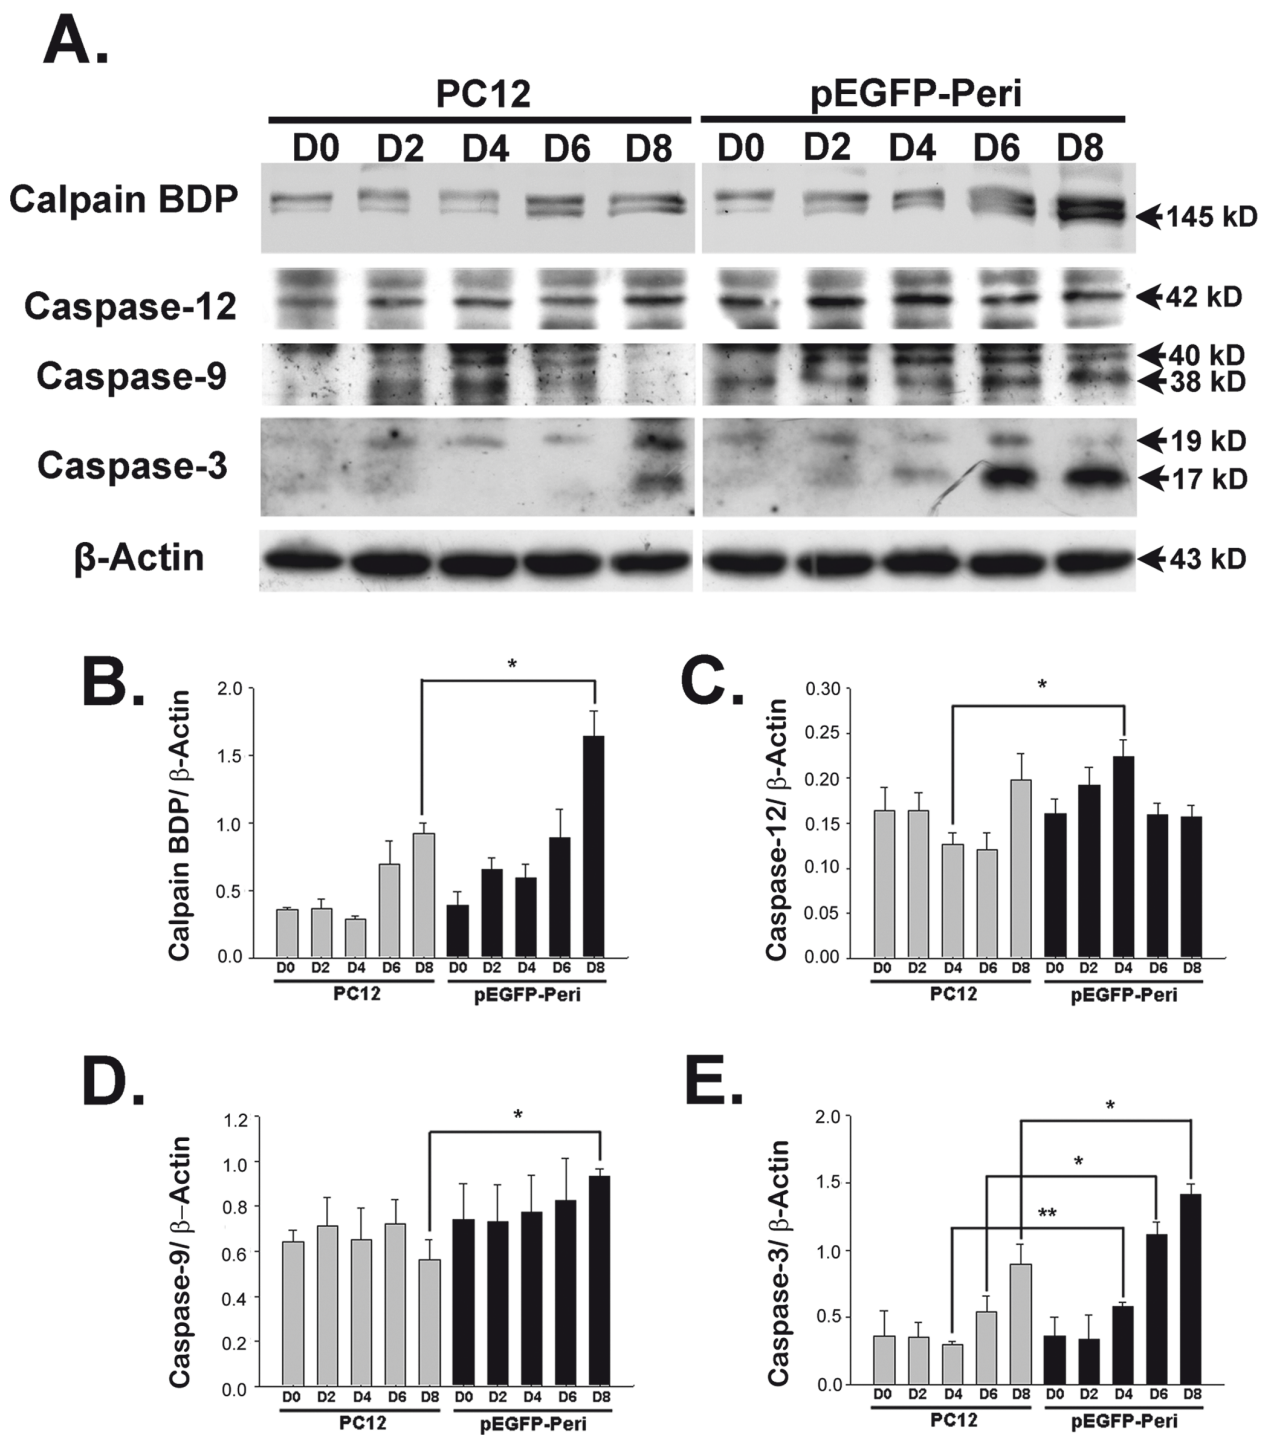 A.
PC12 pEGFP-Peri
D0 D2 D4 D6 D8 D0 D2 D4 D6 D8
Calpain BDP 145 kD
Caspase-12 42 kD
Caspase-9 40 kD
38 kD
Caspase-3 19 kD
17 kD
β-Actin 43 kD
B.
Calpain BDP/ β-Actin
2.0
1.5
1.0
0.5
0.0
*
D0 D2 D4 D6 D8 D0 D2 D4 D6 D8
PC12 pEGFP-Peri
C.
Caspase-12/ β-Actin
0.30
0.25
0.20
0.15
0.10
0.05
0.00
*
D0 D2 D4 D6 D8 D0 D2 D4 D6 D8
PC12 pEGFP-Peri
D.
Caspase-9/ β-Actin
1.2
1.0
0.8
0.6
0.4
0.2
0.0
*
D0 D2 D4 D6 D8 D0 D2 D4 D6 D8
PC12 pEGFP-Peri
E.
Caspase-3/ β-Actin
2.0
1.5
1.0
0.5
0.0
*
*
**
D0 D2 D4 D6 D8 D0 D2 D4 D6 D8
PC12 pEGFP-Peri